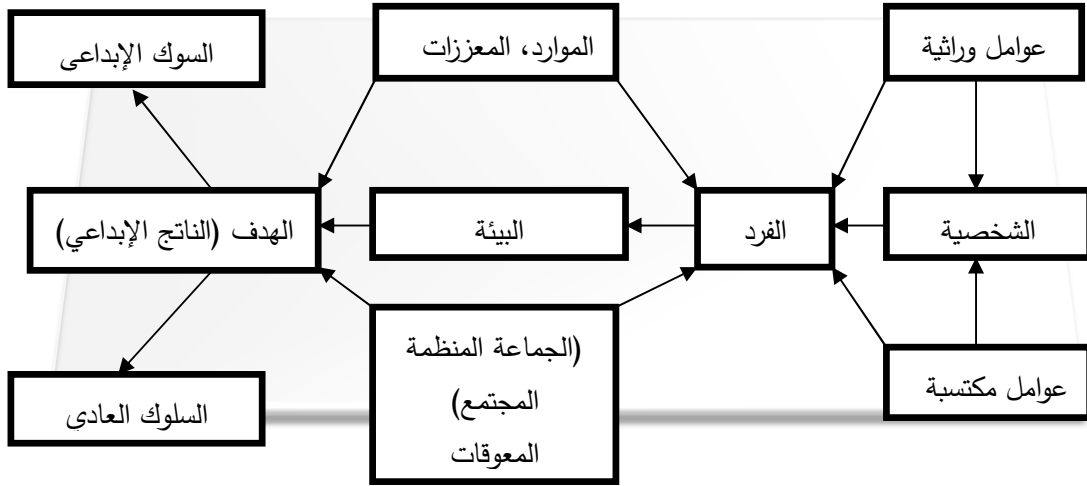 عوامل وراثية
الموارد، المعززات
السوك الإبداعى
الشخصية
الفرد
البيئة
الهدف (الناتج الإبداعي)
عوامل مكتسبة
(الجماعة المنظمة
المجتمع)
المعوقات
السلوك العادى